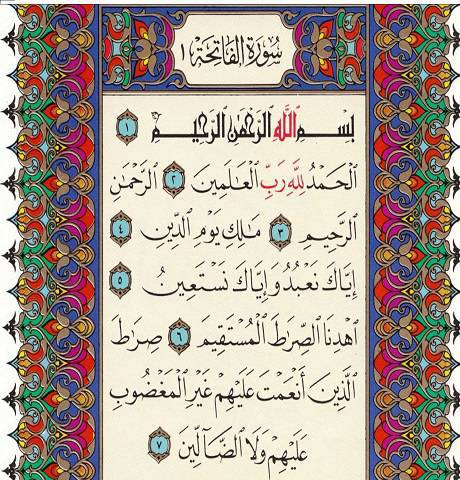 سُورَةُ الْفَاتِحَةِ ١
بِسْمِ ٱللَّهِ ٱلرَّحْمَٰنِ ٱلرَّحِيمِ ١
ٱلْحَمْدُ لِلَّهِ رَبِّ ٱلْعَٰلَمِينَ ٢ ٱلرَّحْمَٰنِ
ٱلرَّحِيمِ ٣ مَٰلِكِ يَوْمِ ٱلدِّينِ ٤
إِيَّاكَ نَعْبُدُ وَإِيَّاكَ نَسْتَعِينُ ٥
ٱهْدِنَا ٱلصِّرَٰطَ ٱلْمُسْتَقِيمَ ٦ صِرَٰطَ
ٱلَّذِينَ أَنْعَمْتَ عَلَيْهِمْ غَيْرِ ٱلْمَغْضُوبِ
عَلَيْهِمْ وَلَا ٱلضَّآلِّينَ ٧